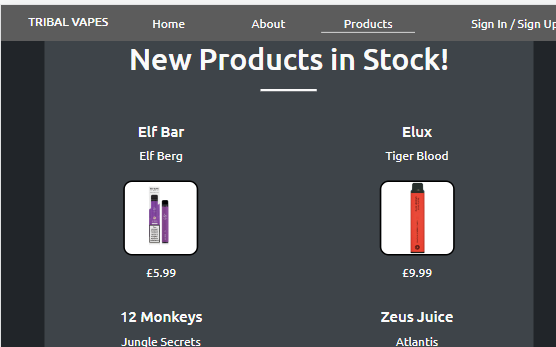 TRIBAL VAPES Home About Products Sign In / Sign Up
New Products in Stock!
Elf Bar Elux
Elf Berg Tiger Blood
£5.99 £9.99
12 Monkeys Zeus Juice
Jungle Secrets Atlantis